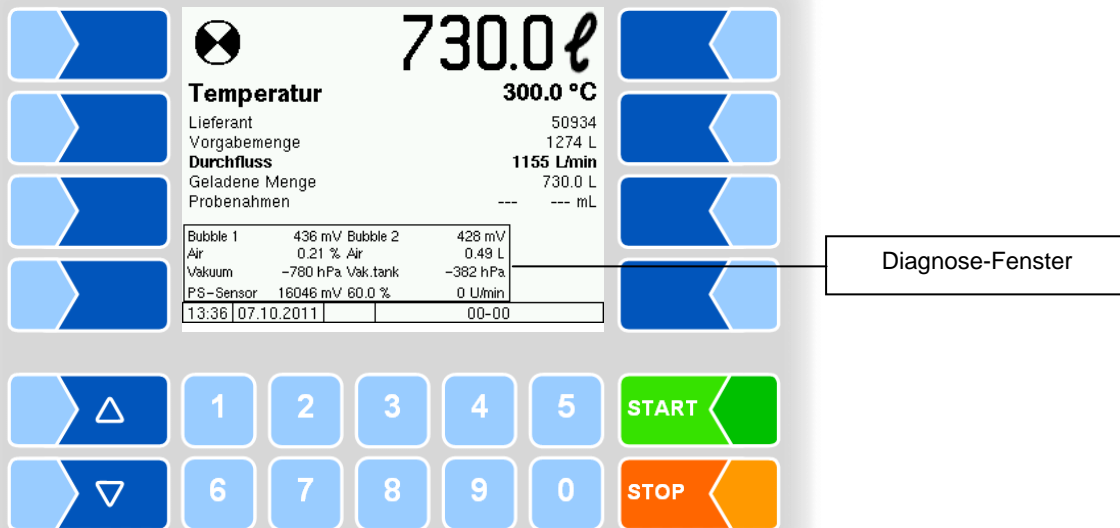 730.0 ℓ
Temperatur 300.0 °C
Lieferant 50934
Vorgabemenge 1274 L
Durchfluss 1155 L/min
Geladene Menge 730.0 L
Probenahmen --- --- mL
Bubble 1 436 mV Bubble 2 428 mV
Air 0.21 % Air 0.49 L
Vakuum -780 hPa Vak.tank -382 hPa
PS-Sensor 16046 mV 60.0 % 0 U/min
13:36 07.10.2011 00-00
Diagnose-Fenster
1 2 3 4 5 START
6 7 8 9 0 STOP